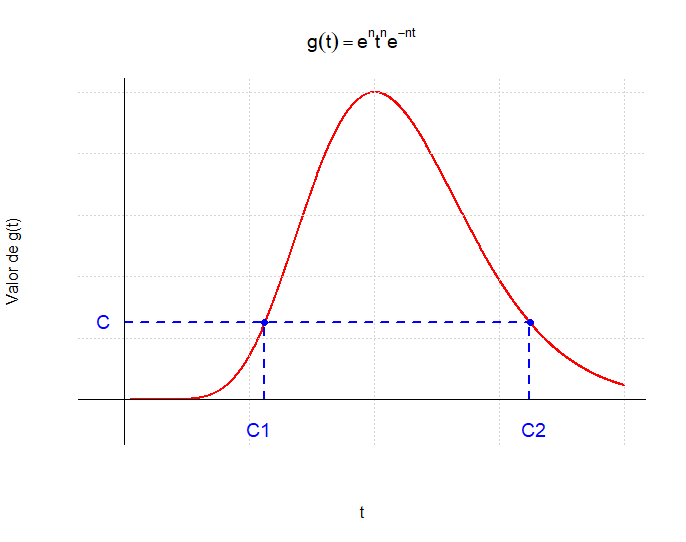 g(t) = eⁿtⁿe⁻ⁿᵗ
Valor de g(t)
C
C1
C2
t